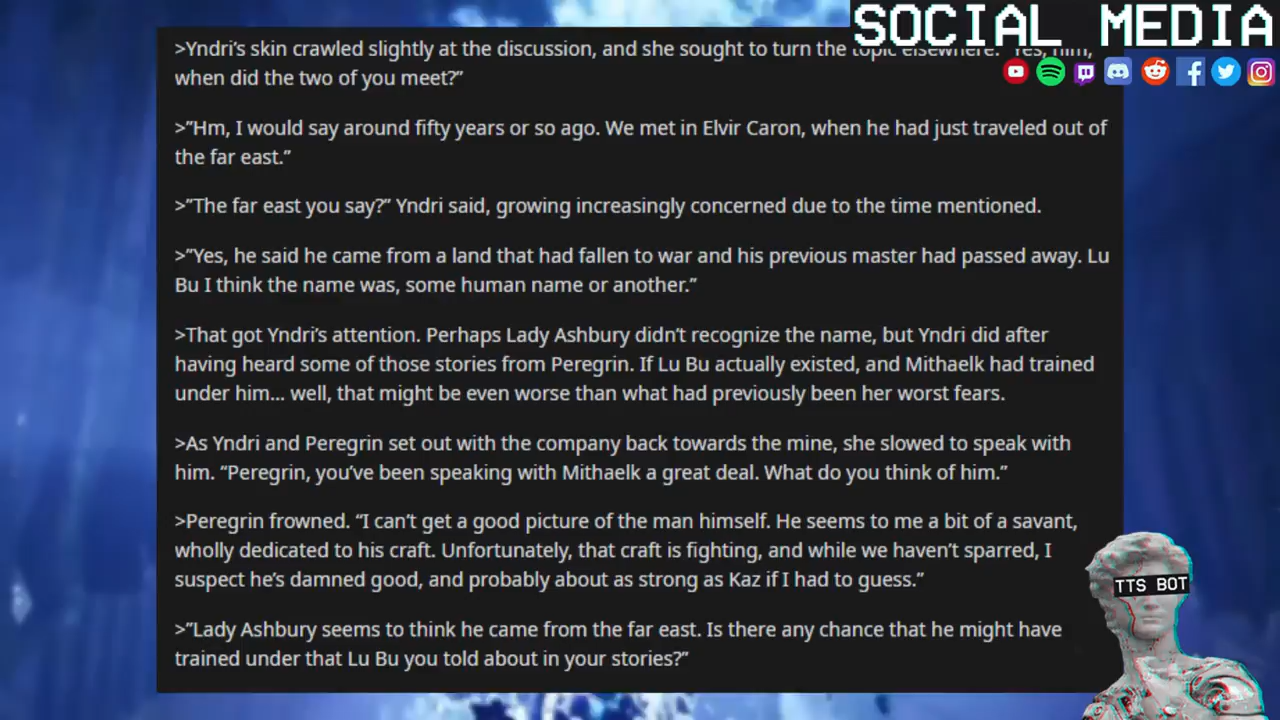 SOCIAL MEDIA
>Yndri’s skin crawled slightly at the discussion, and she sought to turn the topic elsewhere. “Yes, him,
when did the two of you meet?”
>”Hm, I would say around fifty years or so ago. We met in Elvir Caron, when he had just traveled out of
the far east.”
>”The far east you say?” Yndri said, growing increasingly concerned due to the time mentioned.
>”Yes, he said he came from a land that had fallen to war and his previous master had passed away. Lu
Bu I think the name was, some human name or another.”
>That got Yndri’s attention. Perhaps Lady Ashbury didn’t recognize the name, but Yndri did after
having heard some of those stories from Peregrin. If Lu Bu actually existed, and Mithaelk had trained
under him... well, that might be even worse than what had previously been her worst fears.
>As Yndri and Peregrin set out with the company back towards the mine, she slowed to speak with
him. “Peregrin, you’ve been speaking with Mithaelk a great deal. What do you think of him.”
>Peregrin frowned. “I can’t get a good picture of the man himself. He seems to me a bit of a savant,
wholly dedicated to his craft. Unfortunately, that craft is fighting, and while we haven’t sparred, I
suspect he’s damned good, and probably about as strong as Kaz if I had to guess.”
>”Lady Ashbury seems to think he came from the far east. Is there any chance that he might have
trained under that Lu Bu you told about in your stories?”
TTS BOT